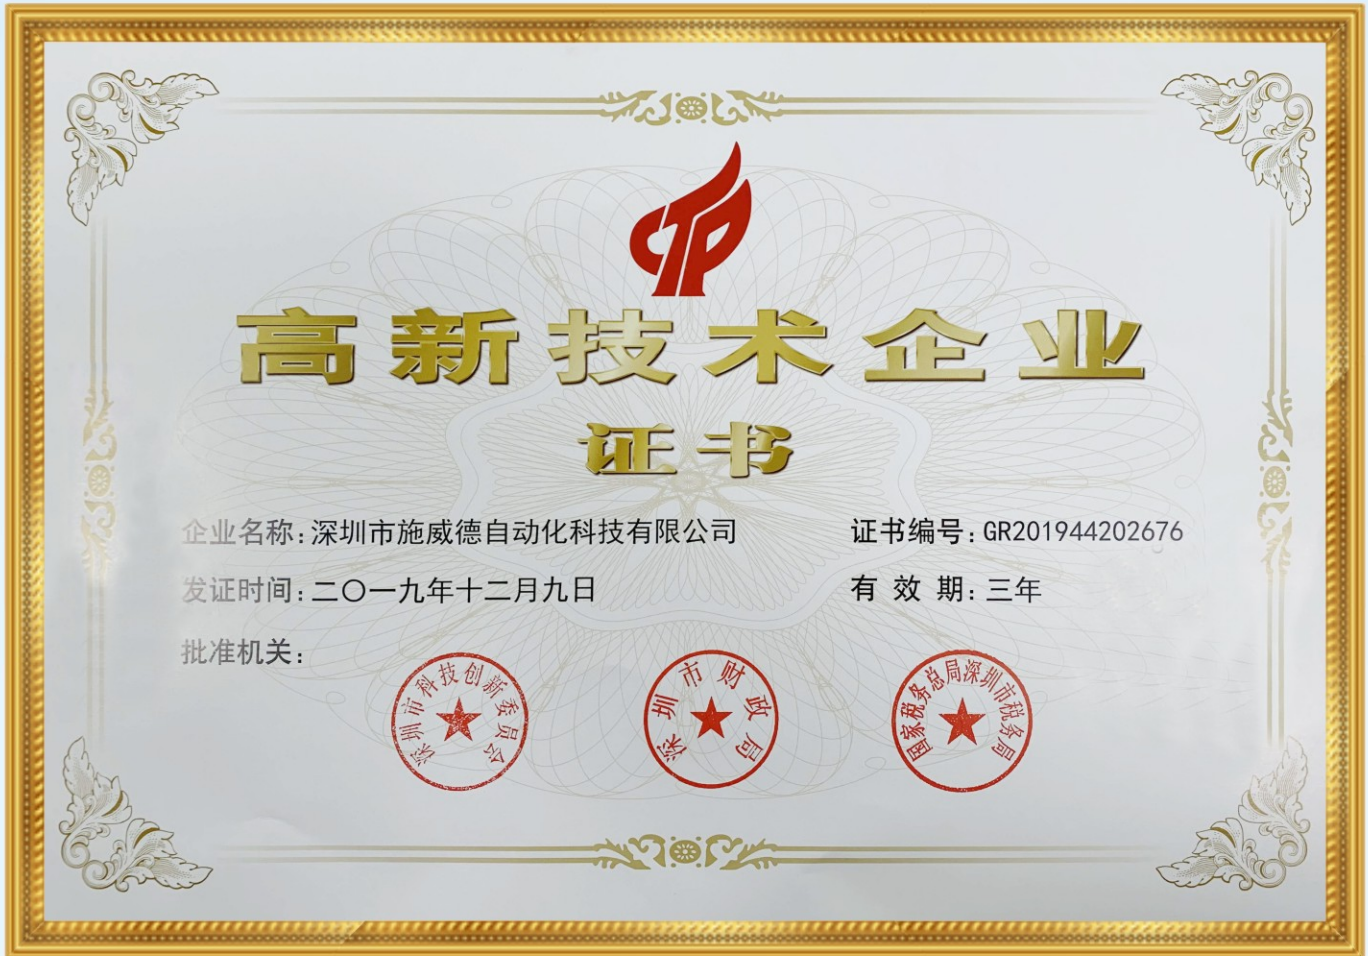 CTP
高新技术企业
证书
企业名称:深圳市施威德自动化科技有限公司
证书编号:GR201944202676
发证时间:二〇一九年十二月九日
有效期:三年
批准机关:
深圳市科技创新委员会
深圳市财政局
国家税务总局深圳市税务局